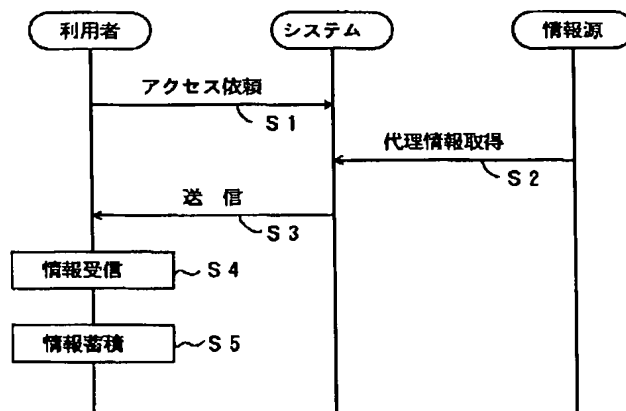 利用者
システム
情報源
アクセス依頼
S1
代理情報取得
S2
送 信
S3
情報受信
S4
情報蓄積
S5